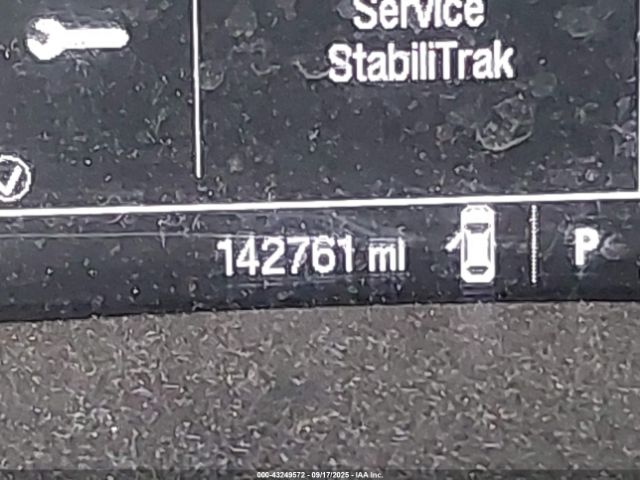 Service
StabiliTrak
142761 mi
P
000-43249572 - 09/17/2025 - IAA Inc.